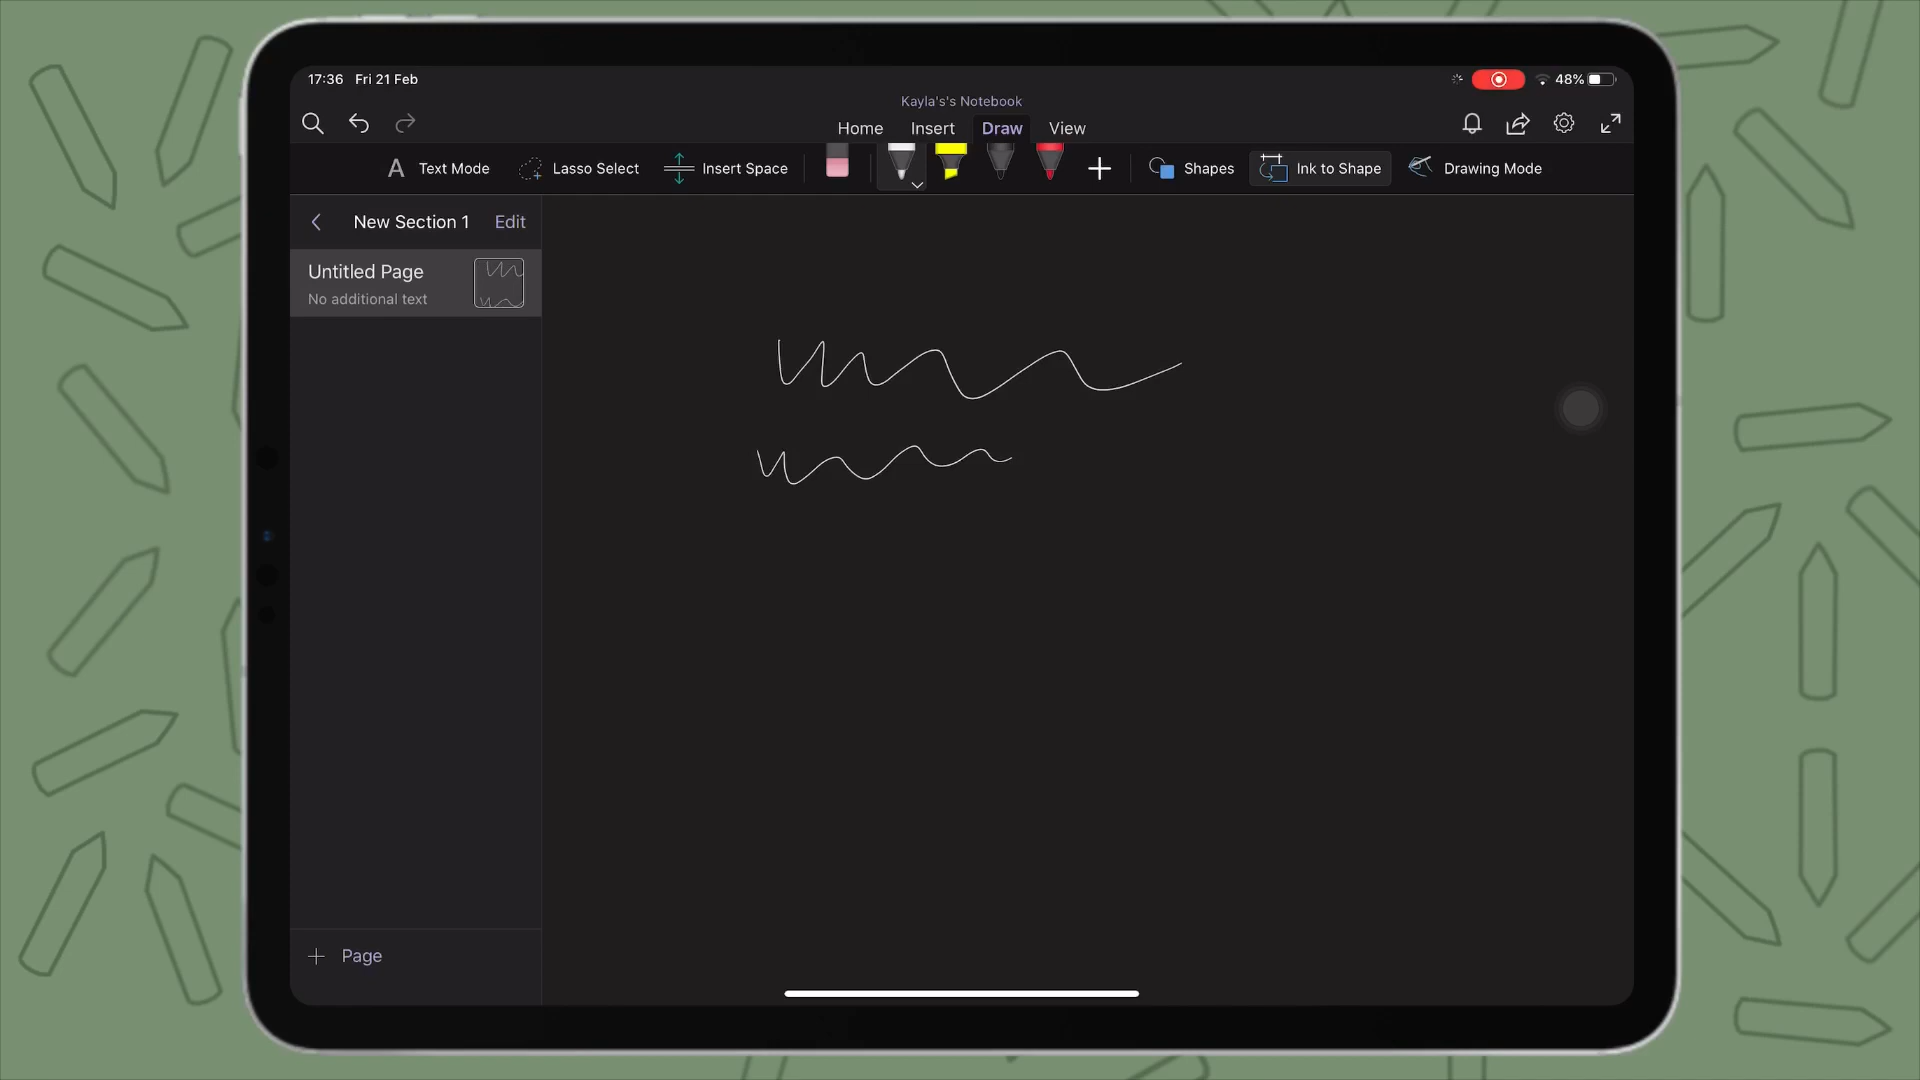 17:36 Fri 21 Feb 48%
Kayla's's Notebook
Home Insert Draw View
A Text Mode Lasso Select Insert Space Shapes Ink to Shape Drawing Mode
New Section 1 Edit
Untitled Page
No additional text
+ Page